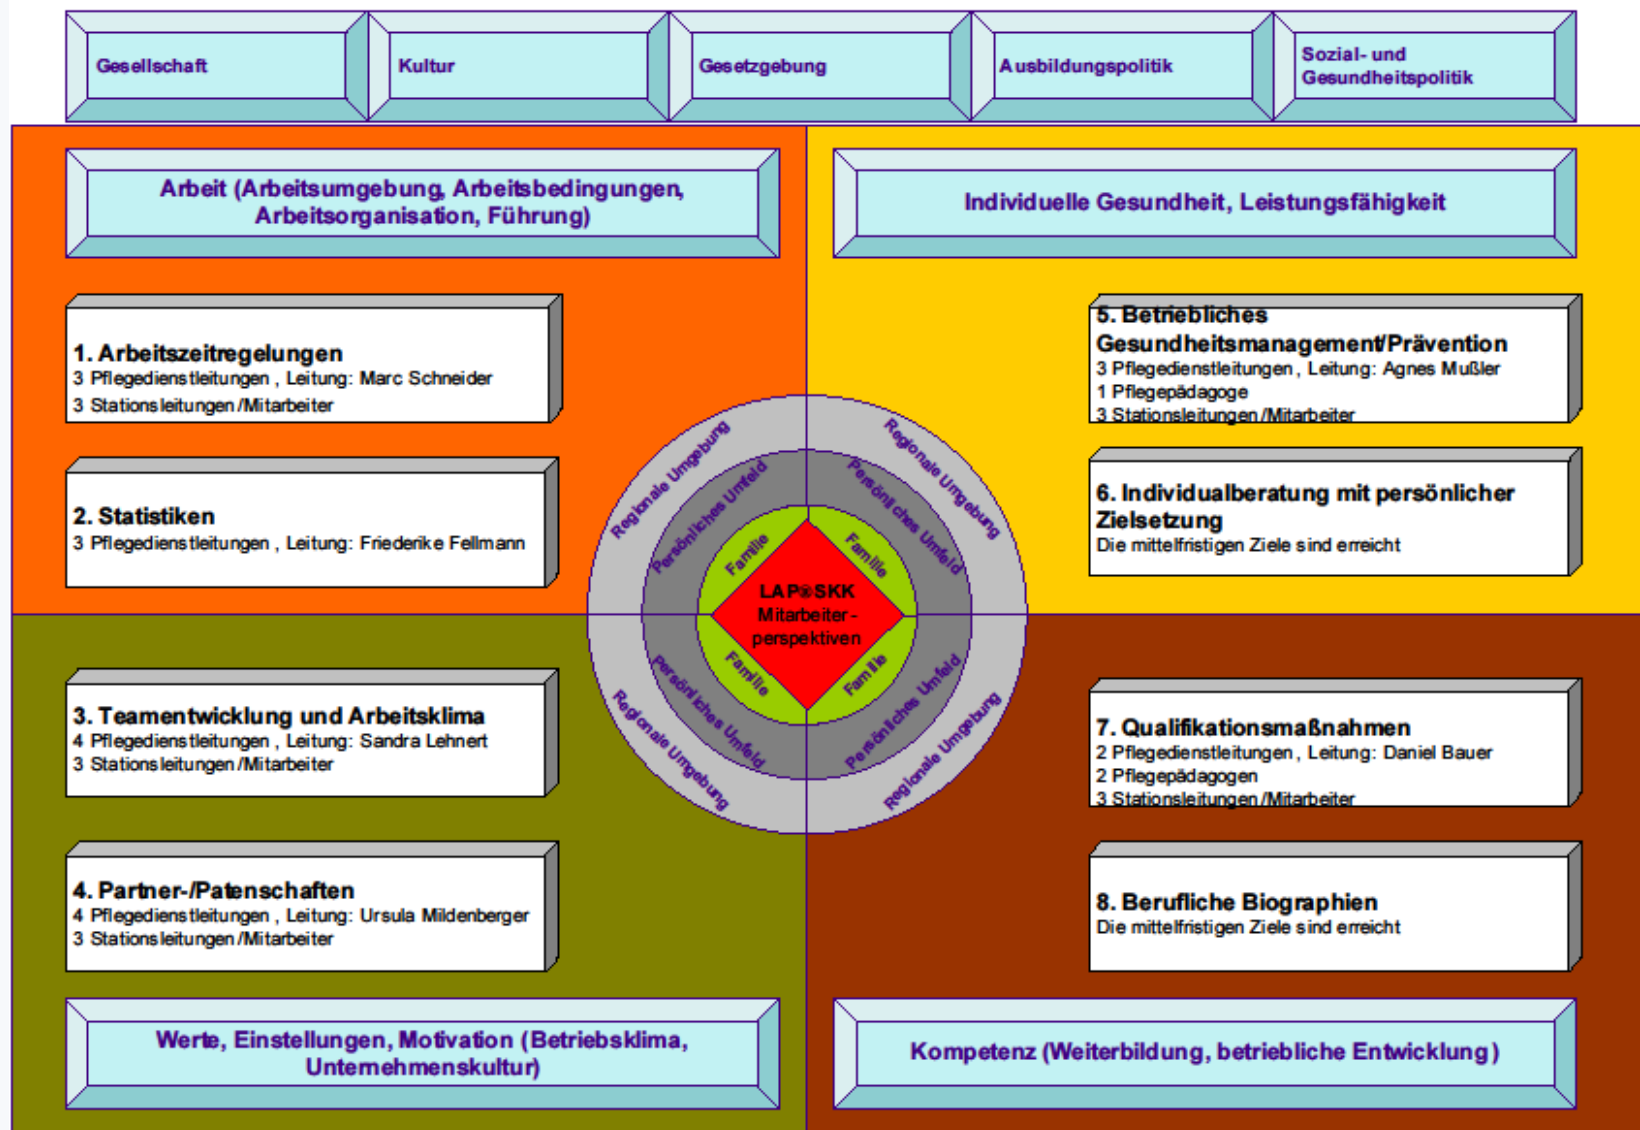 Gesellschaft
Kultur
Gesetzgebung
Ausbildungspolitik
Sozial- und
Gesundheitspolitik
Arbeit (Arbeitsumgebung, Arbeitsbedingungen,
Arbeitsorganisation, Führung)
Individuelle Gesundheit, Leistungsfähigkeit
1. Arbeitszeitregelungen
3 Pflegedienstleitungen, Leitung: Marc Schneider
3 Stationsleitungen/Mitarbeiter
2. Statistiken
3 Pflegedienstleitungen, Leitung: Friederike Fellmann
5. Betriebliches
Gesundheitsmanagement/Prävention
3 Pflegedienstleitungen, Leitung: Agnes Mußler
1 Pflegepädagoge
3 Stationsleitungen/Mitarbeiter
6. Individualberatung mit persönlicher
Zielsetzung
Die mittelfristigen Ziele sind erreicht
Regionale Umgebung
Persönliches Umfeld
Familie
Regionale Umgebung
Persönliches Umfeld
Familie
LAP®SKK
Mitarbeiter-
perspektiven
Familie
Persönliches Umfeld
Regionale Umgebung
Familie
Persönliches Umfeld
Regionale Umgebung
3. Teamentwicklung und Arbeitsklima
4 Pflegedienstleitungen, Leitung: Sandra Lehnert
3 Stationsleitungen/Mitarbeiter
4. Partner-/Patenschaften
4 Pflegedienstleitungen, Leitung: Ursula Mildenberger
3 Stationsleitungen/Mitarbeiter
7. Qualifikationsmaßnahmen
2 Pflegedienstleitungen, Leitung: Daniel Bauer
2 Pflegepädagogen
3 Stationsleitungen/Mitarbeiter
8. Berufliche Biographien
Die mittelfristigen Ziele sind erreicht
Werte, Einstellungen, Motivation (Betriebsklima,
Unternehmenskultur)
Kompetenz (Weiterbildung, betriebliche Entwicklung)